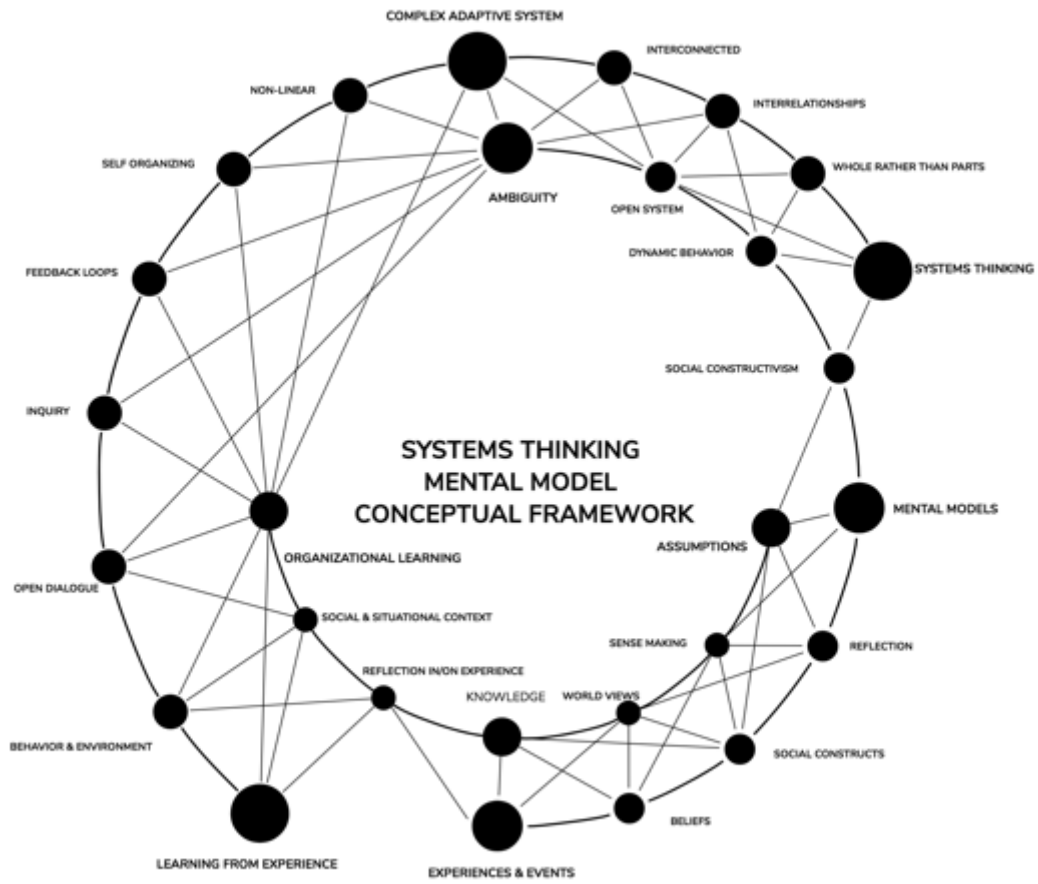 COMPLEX ADAPTIVE SYSTEM
INTERCONNECTED
NON-LINEAR
INTERRELATIONSHIPS
SELF ORGANIZING
WHOLE RATHER THAN PARTS
AMBIGUITY
OPEN SYSTEM
DYNAMIC BEHAVIOR
FEEDBACK LOOPS
SYSTEMS THINKING
SOCIAL CONSTRUCTIVISM
INQUIRY
SYSTEMS THINKING
MENTAL MODEL
CONCEPTUAL FRAMEWORK
MENTAL MODELS
ASSUMPTIONS
ORGANIZATIONAL LEARNING
OPEN DIALOGUE
SOCIAL & SITUATIONAL CONTEXT
SENSE MAKING
REFLECTION
REFLECTION IN/ON EXPERIENCE
KNOWLEDGE
WORLD VIEWS
BEHAVIOR & ENVIRONMENT
SOCIAL CONSTRUCTS
BELIEFS
LEARNING FROM EXPERIENCE
EXPERIENCES & EVENTS